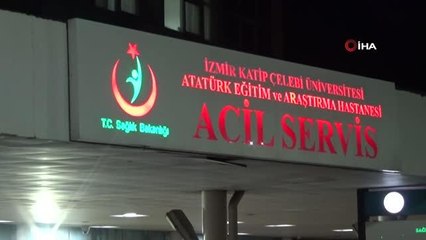 İHA
İZMİR KATİP ÇELEBİ ÜNİVERSİTESİ
ATATÜRK EĞİTİM ve ARAŞTIRMA HASTANESİ
ACİL SERVİS
T.C. Sağlık Bakanlığı